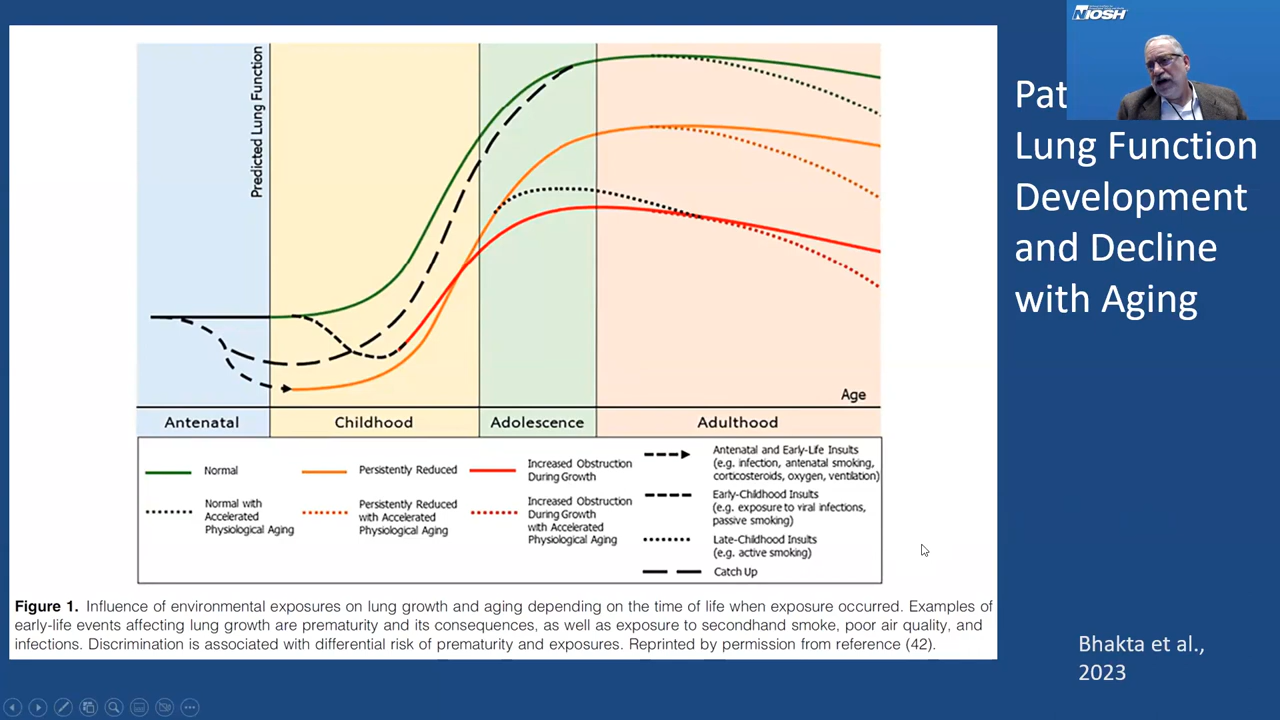 NIOSH
Pat
Lung Function
Development
and Decline
with Aging
Predicted Lung Function
Age
Antenatal
Childhood
Adolescence
Adulthood
Normal
Persistently Reduced
Increased Obstruction
During Growth
Normal with
Accelerated
Physiological Aging
Persistently Reduced
with Accelerated
Physiological Aging
Increased Obstruction
During Growth
with Accelerated
Physiological Aging
Antenatal and Early-Life Insults
(e.g. infection, antenatal smoking,
corticosteroids, oxygen, ventilation)
Early-Childhood Insults
(e.g. exposure to viral infections,
passive smoking)
Late-Childhood Insults
(e.g. active smoking)
Catch Up
Figure 1. Influence of environmental exposures on lung growth and aging depending on the time of life when exposure occurred. Examples of
early-life events affecting lung growth are prematurity and its consequences, as well as exposure to secondhand smoke, poor air quality, and
infections. Discrimination is associated with differential risk of prematurity and exposures. Reprinted by permission from reference (42).
Bhakta et al.,
2023